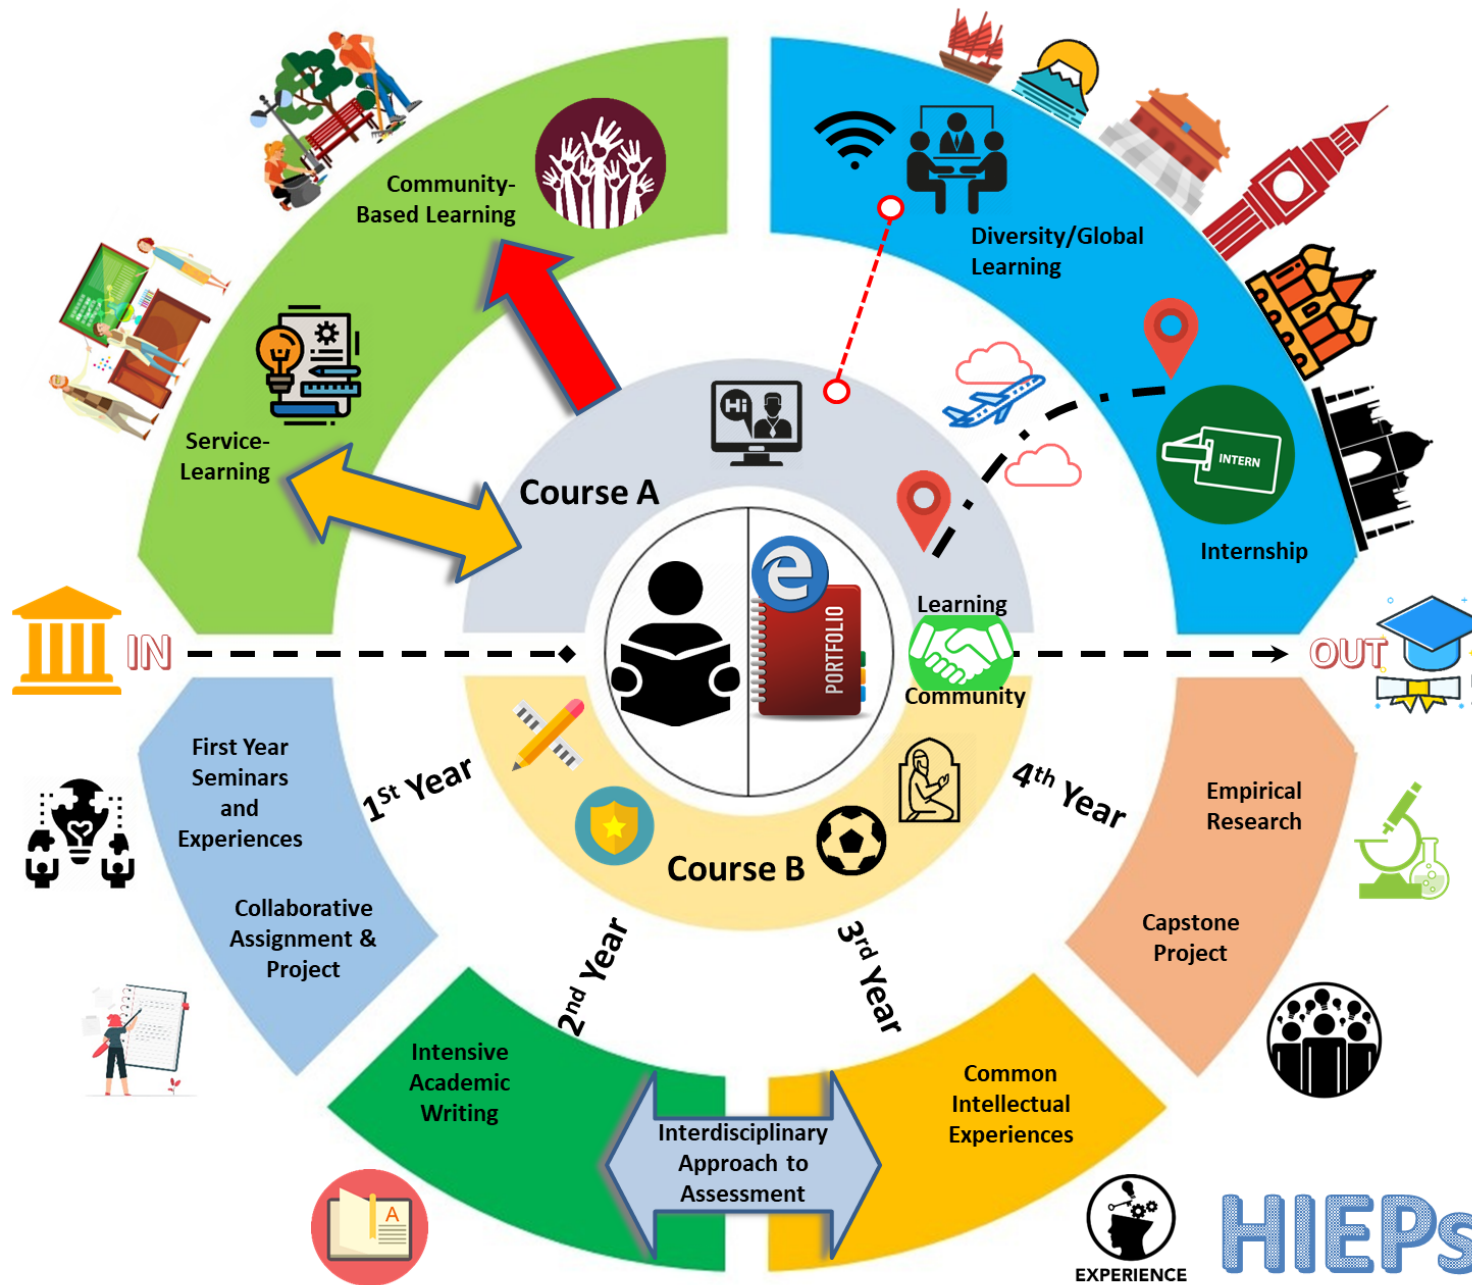 Community-
Based Learning
Diversity/Global
Learning
Service-
Learning
Hi
Course A
INTERN
Internship
Learning
IN
e
PORTFOLIO
OUT
Community
First Year
Seminars
and
Experiences
1St Year
4th Year
Empirical
Research
Course B
Collaborative
Assignment &
Project
2nd Year
3rd Year
Capstone
Project
Intensive
Academic
Writing
Common
Intellectual
Experiences
Interdisciplinary
Approach to
Assessment
A
EXPERIENCE
HIEPs